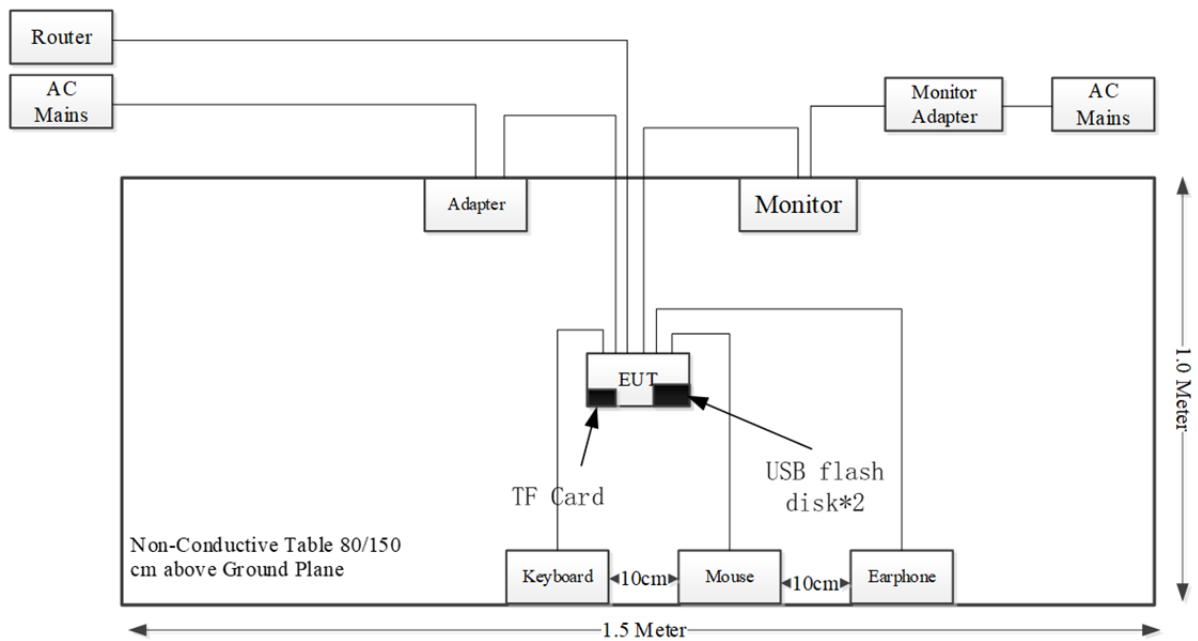 Router
AC
Mains
Monitor
Adapter
AC
Mains
Adapter
Monitor
EUT
TF Card
USB flash
disk*2
1.0 Meter
Non-Conductive Table 80/150
cm above Ground Plane
Keyboard
10cm
Mouse
10cm
Earphone
1.5 Meter